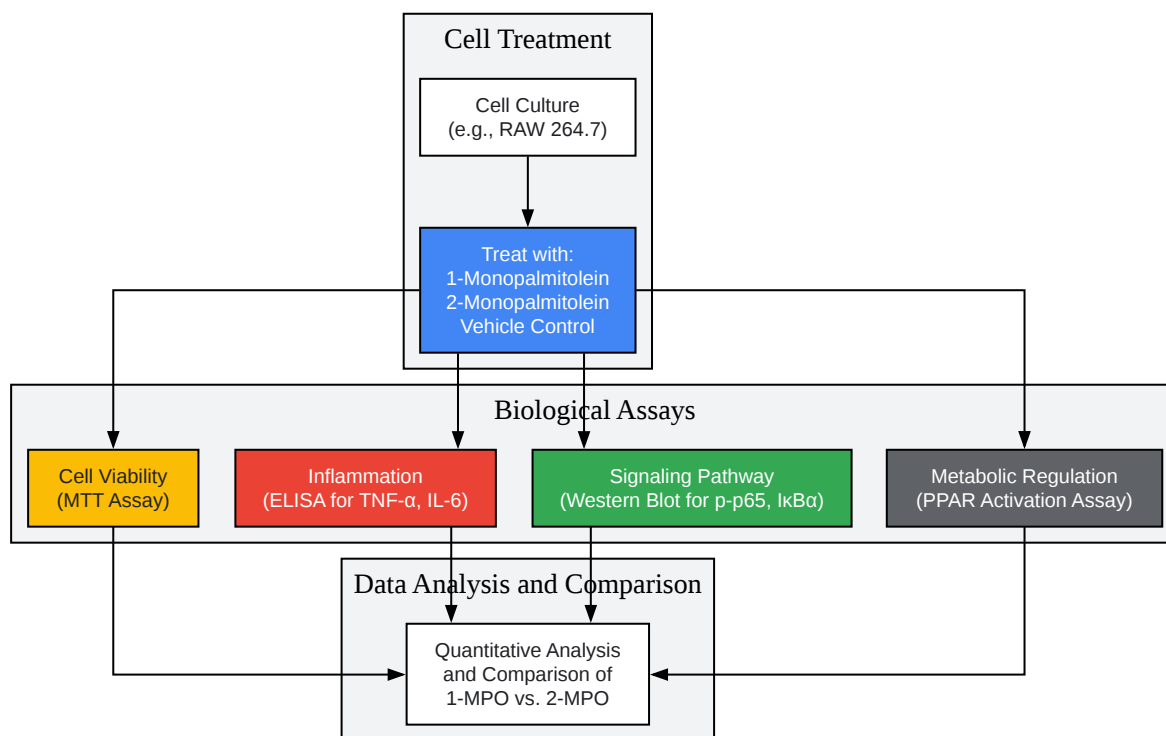 Cell Treatment
Cell Culture
(e.g., RAW 264.7)
Treat with:
1-Monopalmitolein
2-Monopalmitolein
Vehicle Control
Biological Assays
Cell Viability
(MTT Assay)
Inflammation
(ELISA for TNF-α, IL-6)
Signaling Pathway
(Western Blot for p-p65, IκBα)
Metabolic Regulation
(PPAR Activation Assay)
Data Analysis and Comparison
Quantitative Analysis
and Comparison of
1-MPO vs. 2-MPO